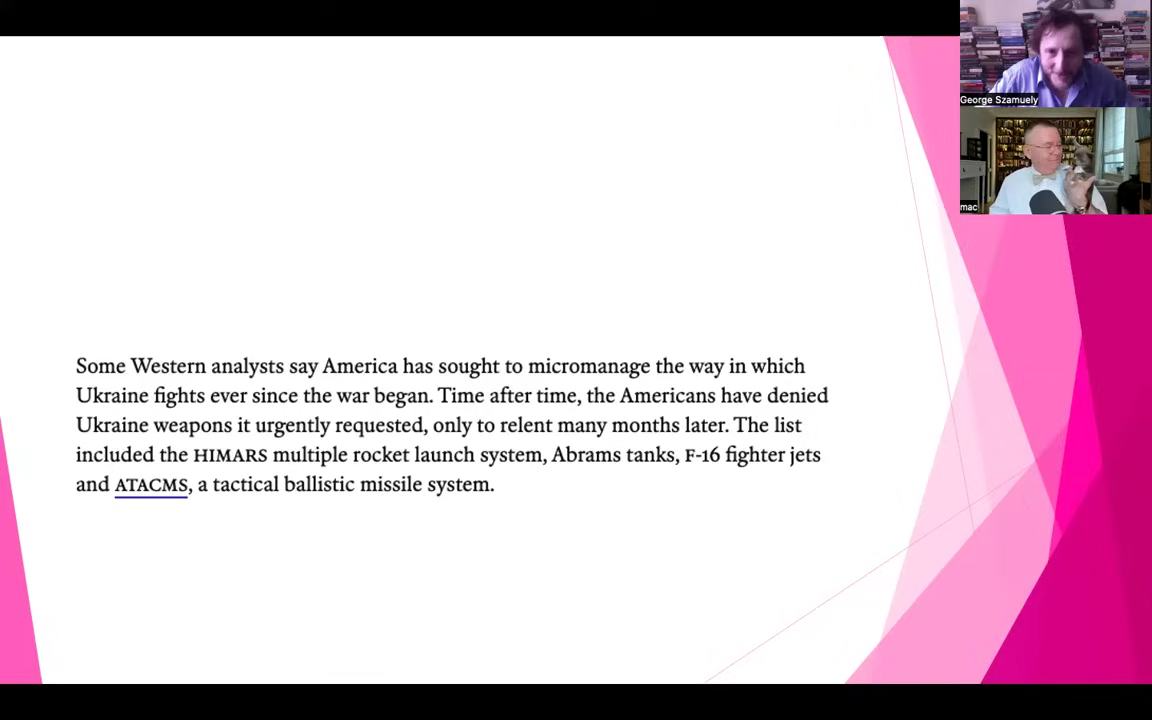 George Szamuely
mac
Some Western analysts say America has sought to micromanage the way in which
Ukraine fights ever since the war began. Time after time, the Americans have denied
Ukraine weapons it urgently requested, only to relent many months later. The list
included the HIMARS multiple rocket launch system, Abrams tanks, F-16 fighter jets
and ATACMS, a tactical ballistic missile system.